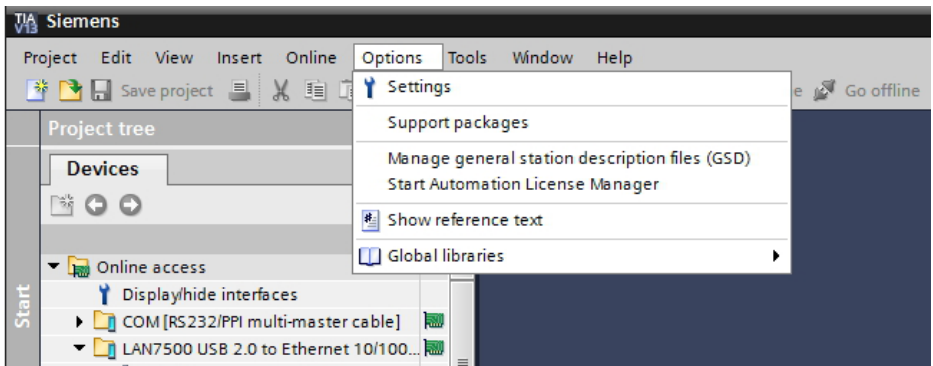 TIA
V13
Siemens
Project Edit View Insert Online Options Tools Window Help
Save project
Go offline
Settings
Support packages
Manage general station description files (GSD)
Start Automation License Manager
Show reference text
Global libraries
Project tree
Devices
Start
Online access
Display/hide interfaces
COM [RS232/PPI multi-master cable]
LAN7500 USB 2.0 to Ethernet 10/100...